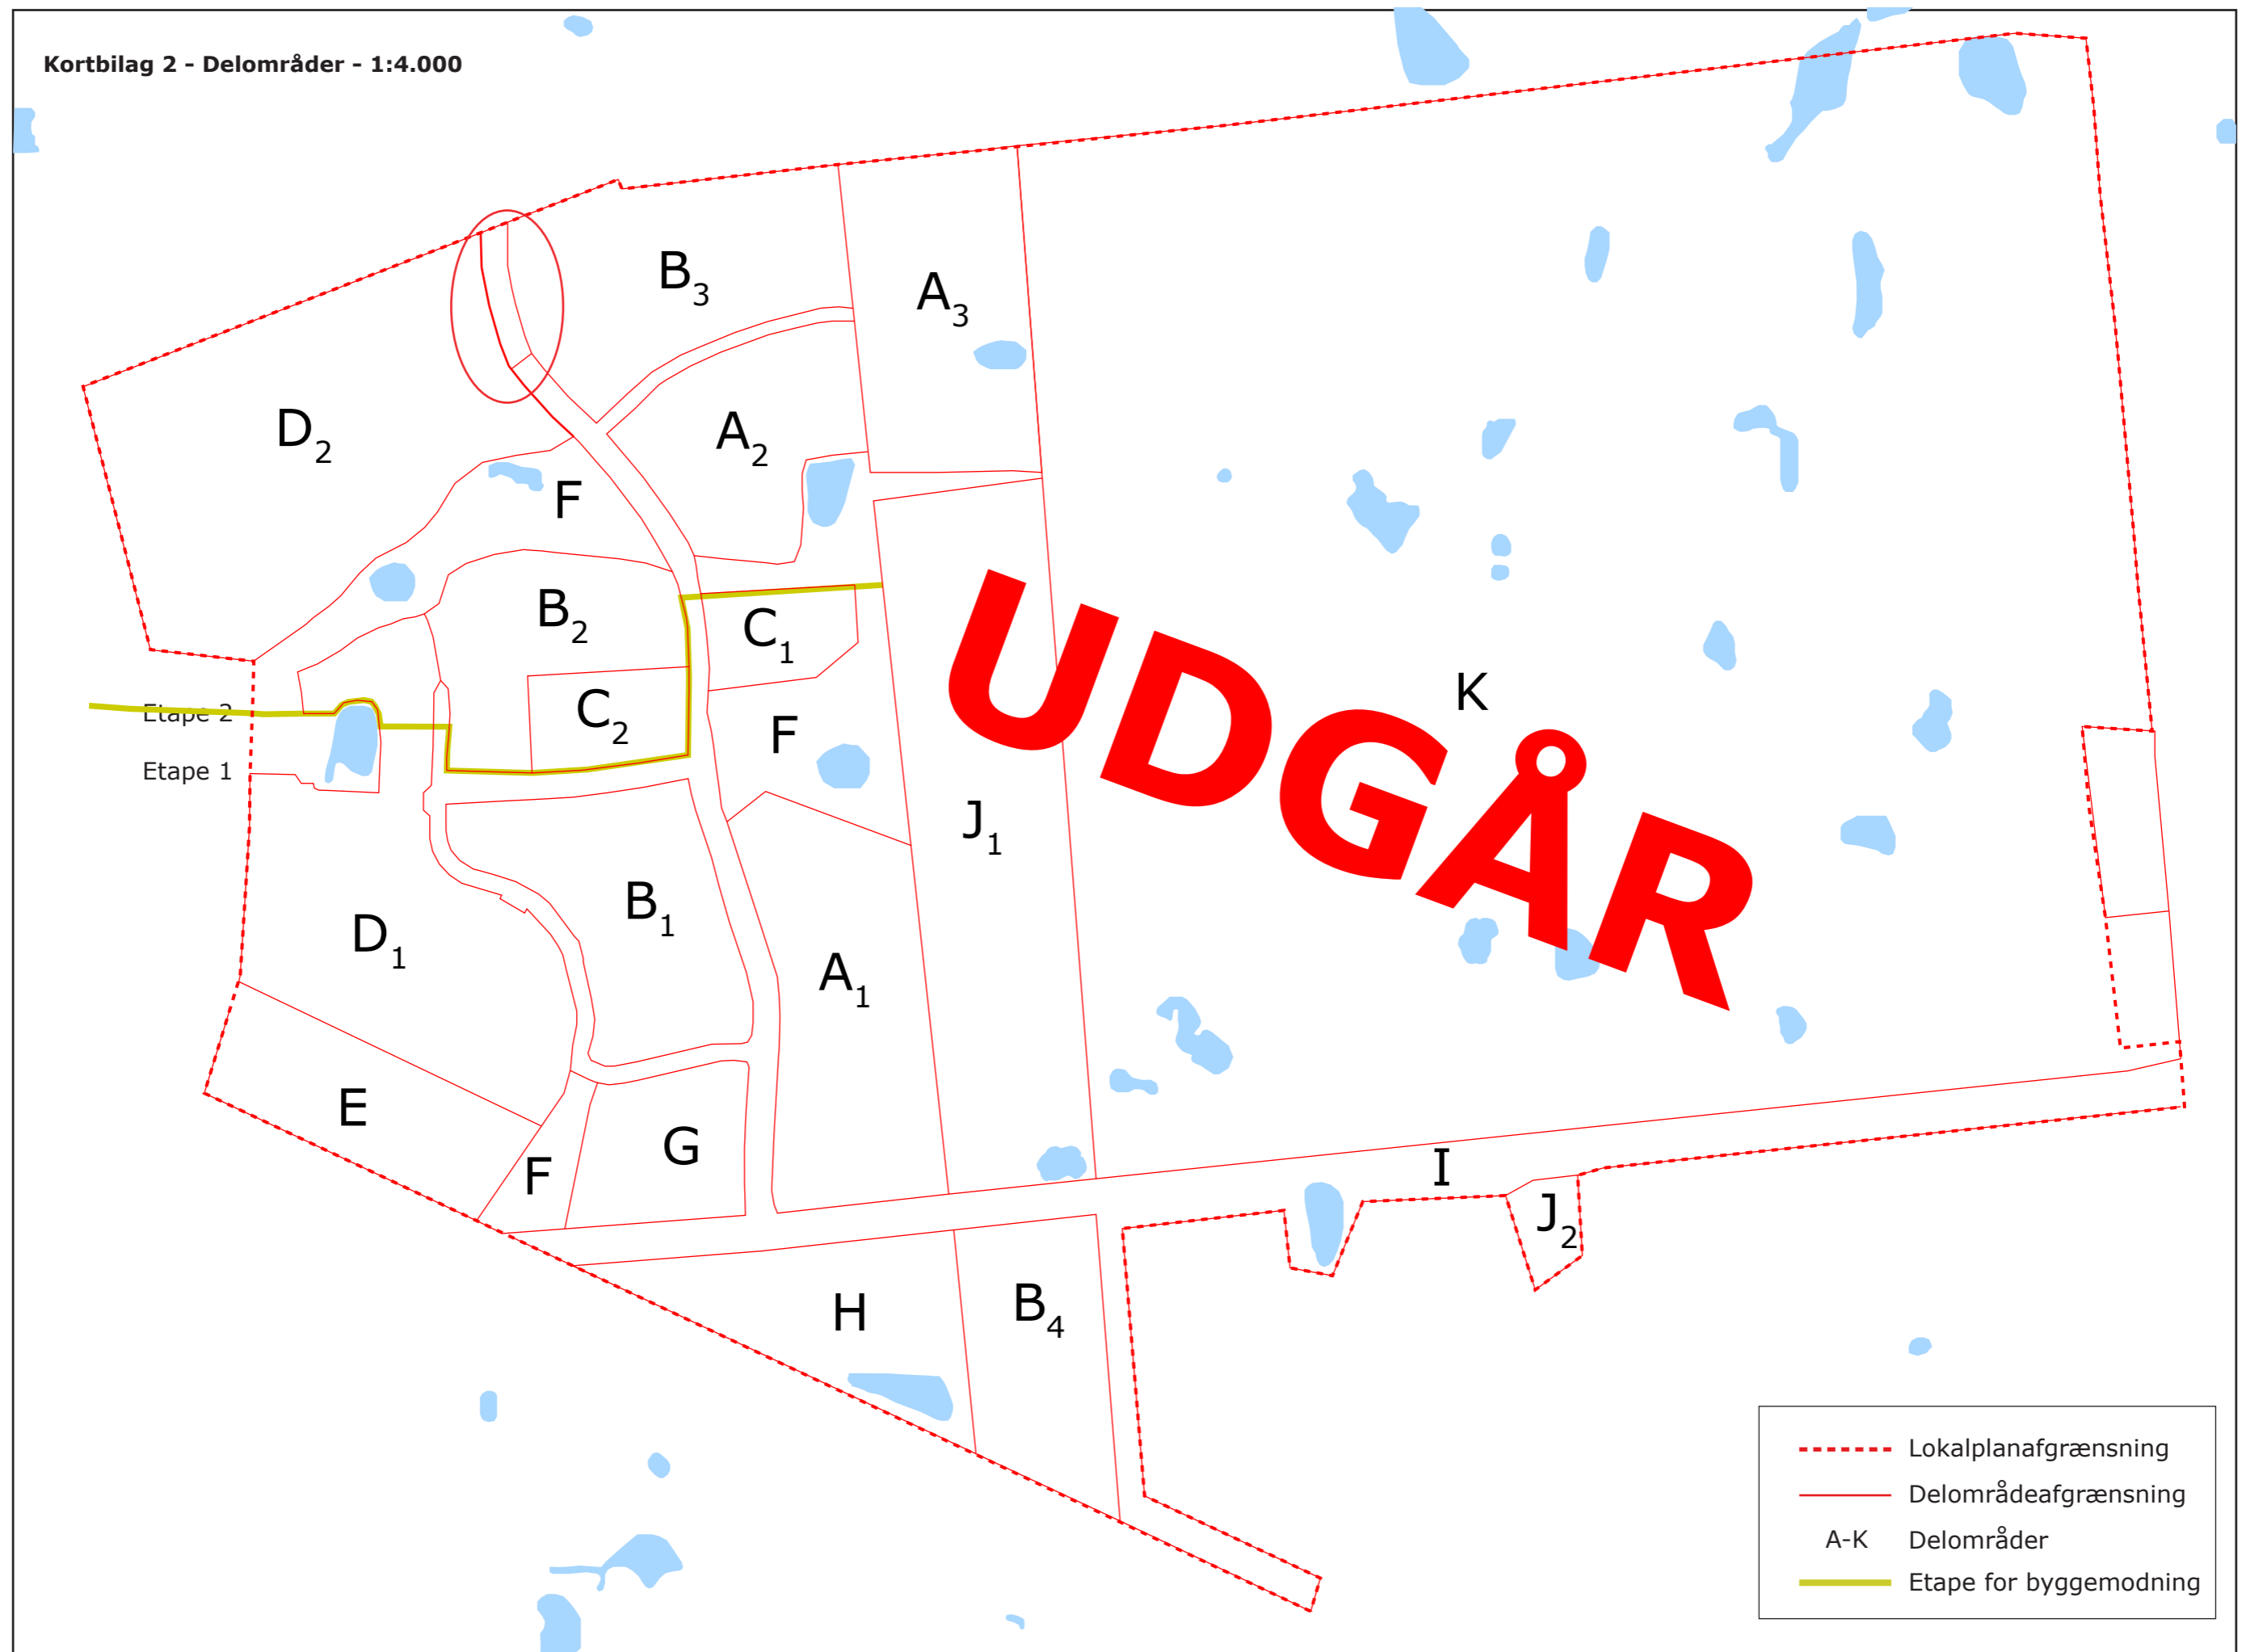 Kortbilag 2 - Delområder - 1:4.000
B3
A3
D2
A2
F
B2
C1
C2
F
K
Etape 2
Etape 1
UDGÅR
J1
B1
D1
A1
E
G
F
I
J2
H
B4
Lokalplanafgrænsning
Delområdeafgrænsning
A-K Delområder
Etape for byggemodning